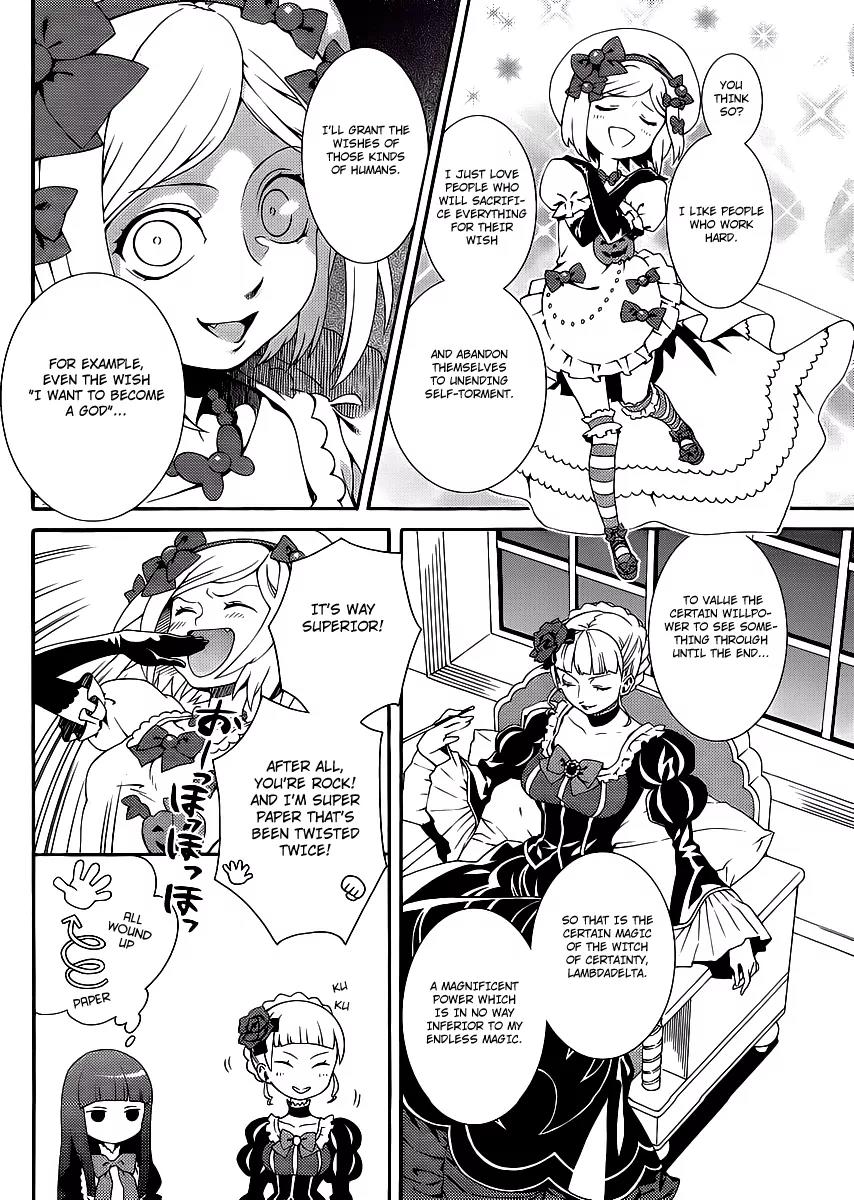 YOU
THINK
SO?
I LIKE PEOPLE
WHO WORK
HARD.
I JUST LOVE
PEOPLE WHO
WILL SACRIFI-
CE EVERYTHING
FOR THEIR
WISH
AND ABANDON
THEMSELVES
TO UNENDING
SELF-TORMENT.
I'LL GRANT THE
WISHES OF
THOSE KINDS
OF HUMANS.
FOR EXAMPLE,
EVEN THE WISH
"I WANT TO BECOME
A GOD"...
TO VALUE THE
CERTAIN WILLPO-
WER TO SEE SOME-
THING THROUGH
UNTIL THE END...
SO THAT IS THE
CERTAIN MAGIC
OF THE WITCH
OF CERTAINTY,
LAMBDADELTA.
A MAGNIFICENT
POWER WHICH
IS IN NO WAY
INFERIOR TO MY
ENDLESS MAGIC.
IT'S WAY
SUPERIOR!
AFTER ALL,
YOU'RE ROCK!
AND I'M SUPER
PAPER THAT'S
BEEN TWISTED
TWICE!
おーっほっほっほっ
KU
KU
ALL
WOUND
UP
PAPER